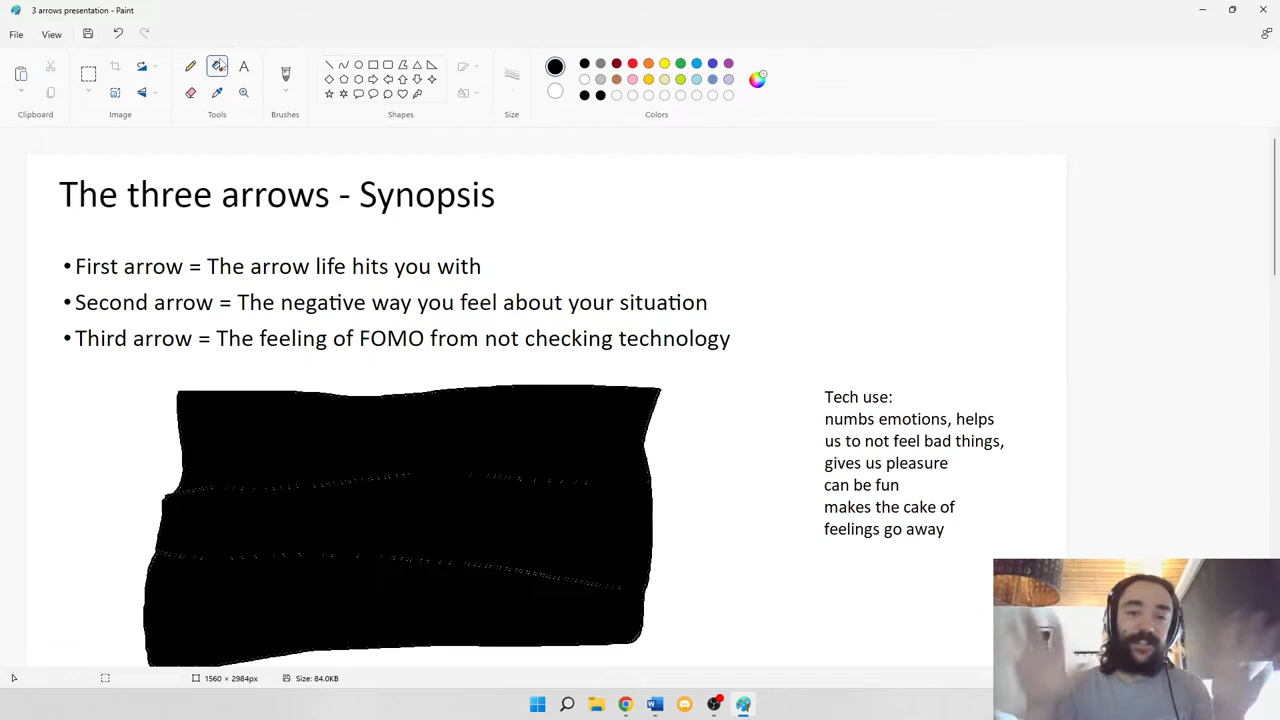 3 arrows presentation - Paint
File
View
Clipboard
Image
Tools
Brushes
Shapes
Size
Colors
A
The three arrows - Synopsis
•First arrow = The arrow life hits you with
•Second arrow = The negative way you feel about your situation
•Third arrow = The feeling of FOMO from not checking technology
Tech use:
numbs emotions, helps
us to not feel bad things,
gives us pleasure
can be fun
makes the cake of
feelings go away
1560 × 2984px
Size: 84.0KB